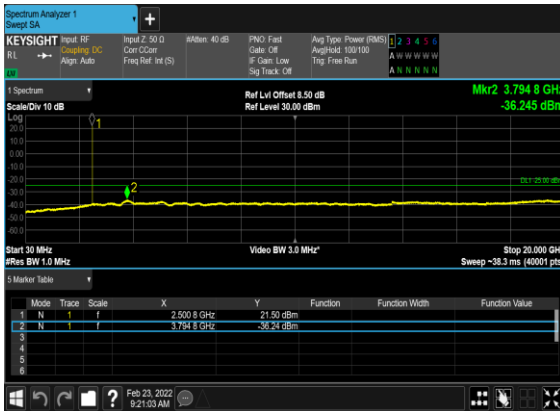 Spectrum Analyzer 1
Swept SA
+
KEYSIGHT Input: RF Input Z: 50 Ω #Atten: 40 dB PNO: Fast Avg Type: Power (RMS) 1 2 3 4 5 6
RL Coupling: DC Corr CCorr Gate: Off Avg|Hold: 100/100 A W W W W W
Align: Auto Freq Ref: Int (S) IF Gain: Low Trig: Free Run
LXI Sig Track: Off A N N N N N
1 Spectrum Ref Lvl Offset 8.50 dB Mkr2 3.794 8 GHz
Scale/Div 10 dB Ref Level 30.00 dBm -36.245 dBm
Log
1
20.0
10.0
0.00
-10.0
-20.0
DL1 -25.00 dBm
-30.0
2
-40.0
-50.0
-60.0
Start 30 MHz Video BW 3.0 MHz* Stop 20.000 GH
#Res BW 1.0 MHz Sweep ~38.3 ms (40001 pts
5 Marker Table
Mode Trace Scale X Y Function Function Width Function Value
1 N 1 f 2.500 8 GHz 21.50 dBm
2 N 1 f 3.794 8 GHz -36.24 dBm
3
4
5
6
? Feb 23, 2022
9:21:03 AM